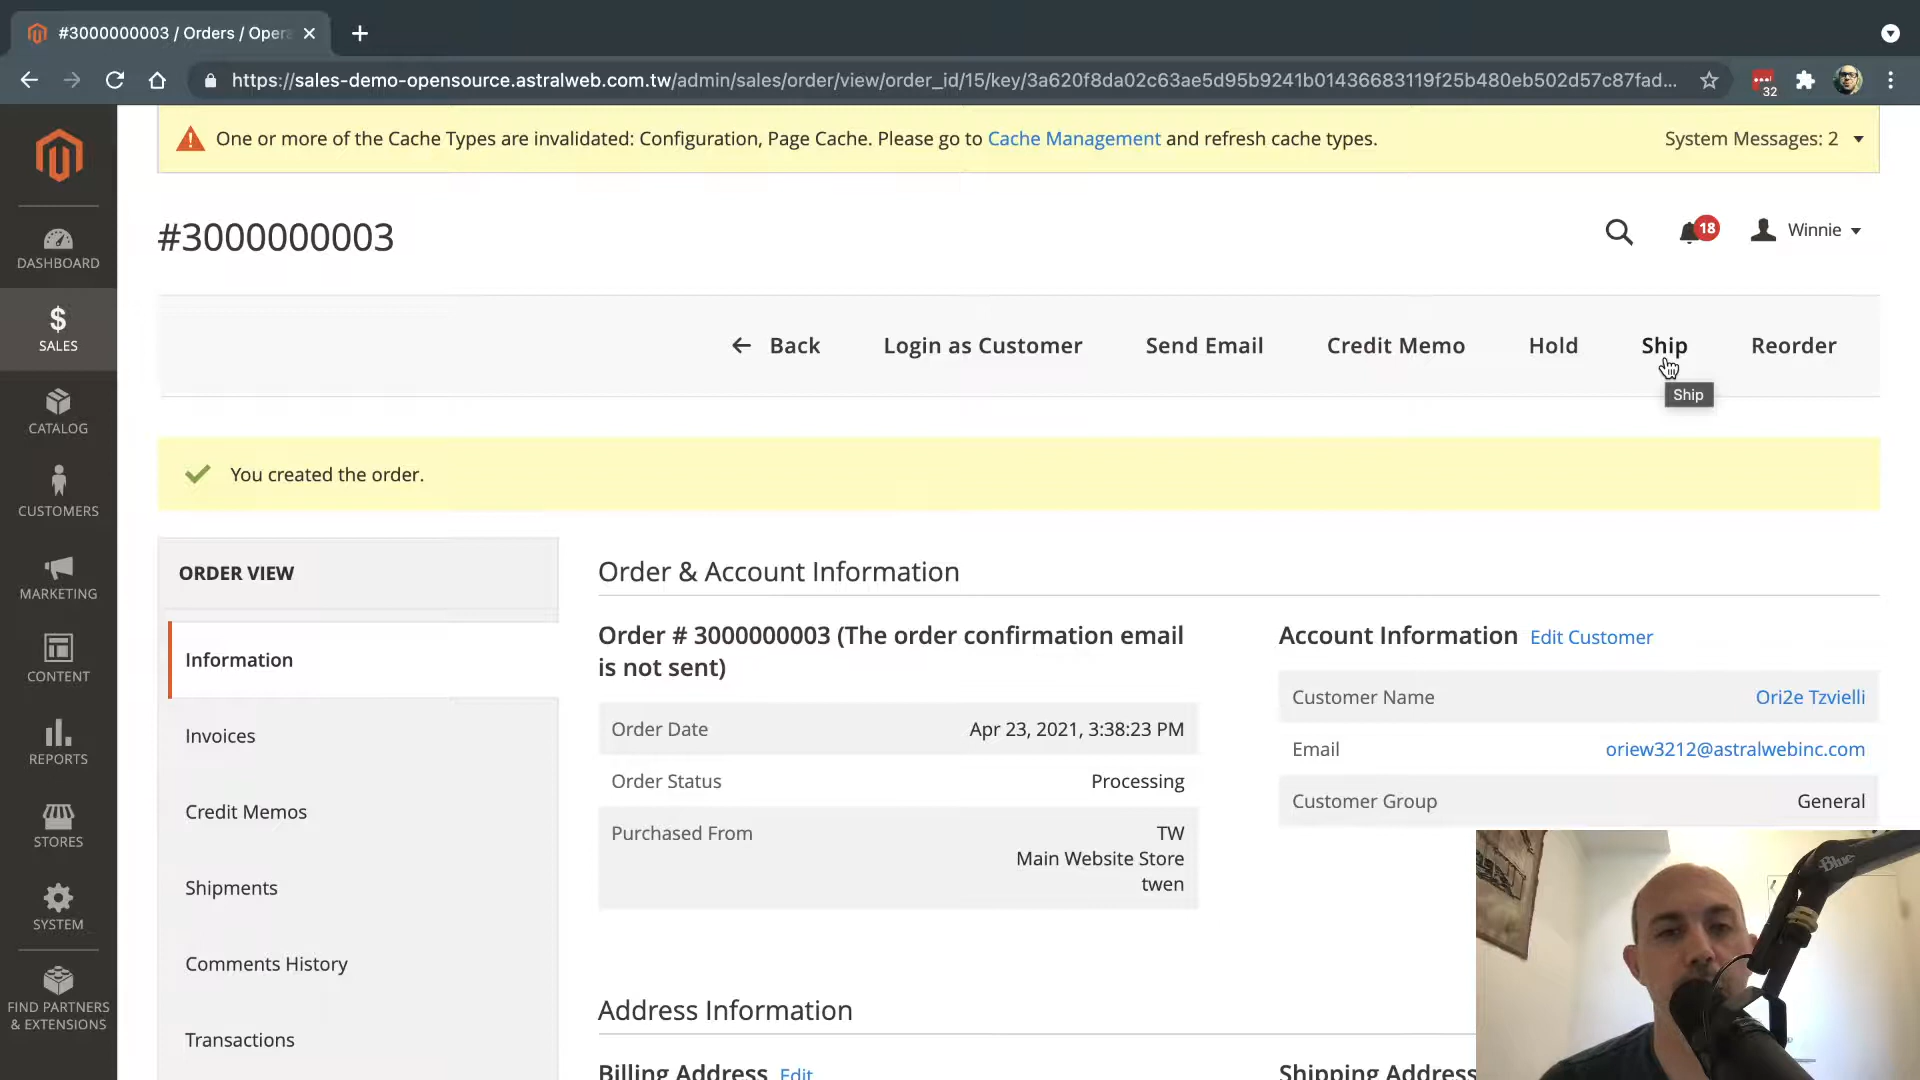 #3000000003 / Orders / Opera
https://sales-demo-opensource.astralweb.com.tw/admin/sales/order/view/order_id/15/key/3a620f8da02c63ae5d95b9241b01436683119f25b480eb502d57c87fad...
32
One or more of the Cache Types are invalidated: Configuration, Page Cache. Please go to Cache Management and refresh cache types.
System Messages: 2
#3000000003
18
Winnie
DASHBOARD
SALES
CATALOG
CUSTOMERS
MARKETING
CONTENT
REPORTS
STORES
SYSTEM
FIND PARTNERS
& EXTENSIONS
Back
Login as Customer
Send Email
Credit Memo
Hold
Ship
Reorder
Ship
You created the order.
ORDER VIEW
Information
Invoices
Credit Memos
Shipments
Comments History
Transactions
Order & Account Information
Order # 3000000003 (The order confirmation email
is not sent)
Order Date Apr 23, 2021, 3:38:23 PM
Order Status Processing
Purchased From TW
Main Website Store
twen
Account Information Edit Customer
Customer Name Ori2e Tzvielli
Email oriew3212@astralwebinc.com
Customer Group General
Address Information
Billing Address Edit
Shipping Address
Blue